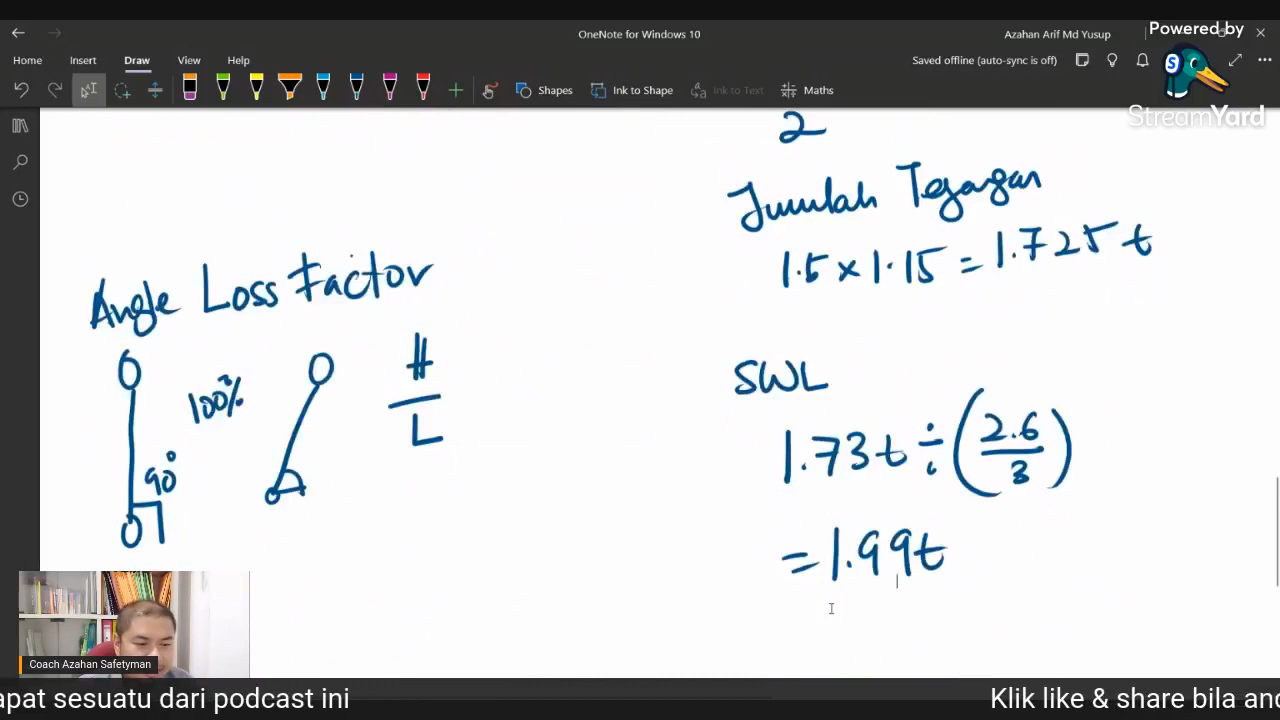 Powered by
StreamYard
OneNote for Windows 10
Azahan Arif Md Yusup
Home
Insert
Draw
View
Help
Saved offline (auto-sync is off)
Shapes
Ink to Shape
Ink to Text
Maths
2
Jumlah Tegangan
1.5 x 1.15 = 1.725 t
Angle Loss Factor
100%
90°
H
L
SWL
1.73 t ÷ (2.6/3)
= 1.99 t
Coach Azahan Safetyman
apat sesuatu dari podcast ini
Klik like & share bila and